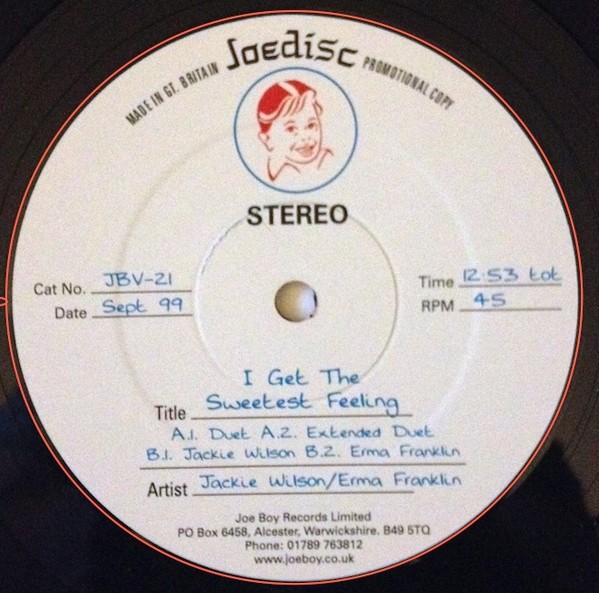 MADE IN GT. BRITAIN Joedisc PROMOTIONAL COPY
STEREO
Cat No. JBV-21
Date Sept 99
Time 12·53 tot
RPM 45
I Get The
Title Sweetest Feeling
A.1. Duet A.2. Extended Duet
B.1. Jackie Wilson B.2. Erma Franklin
Artist Jackie Wilson/Erma Franklin
Joe Boy Records Limited
PO Box 6458, Alcester, Warwickshire. B49 5TQ
Phone: 01789 763812
www.joeboy.co.uk